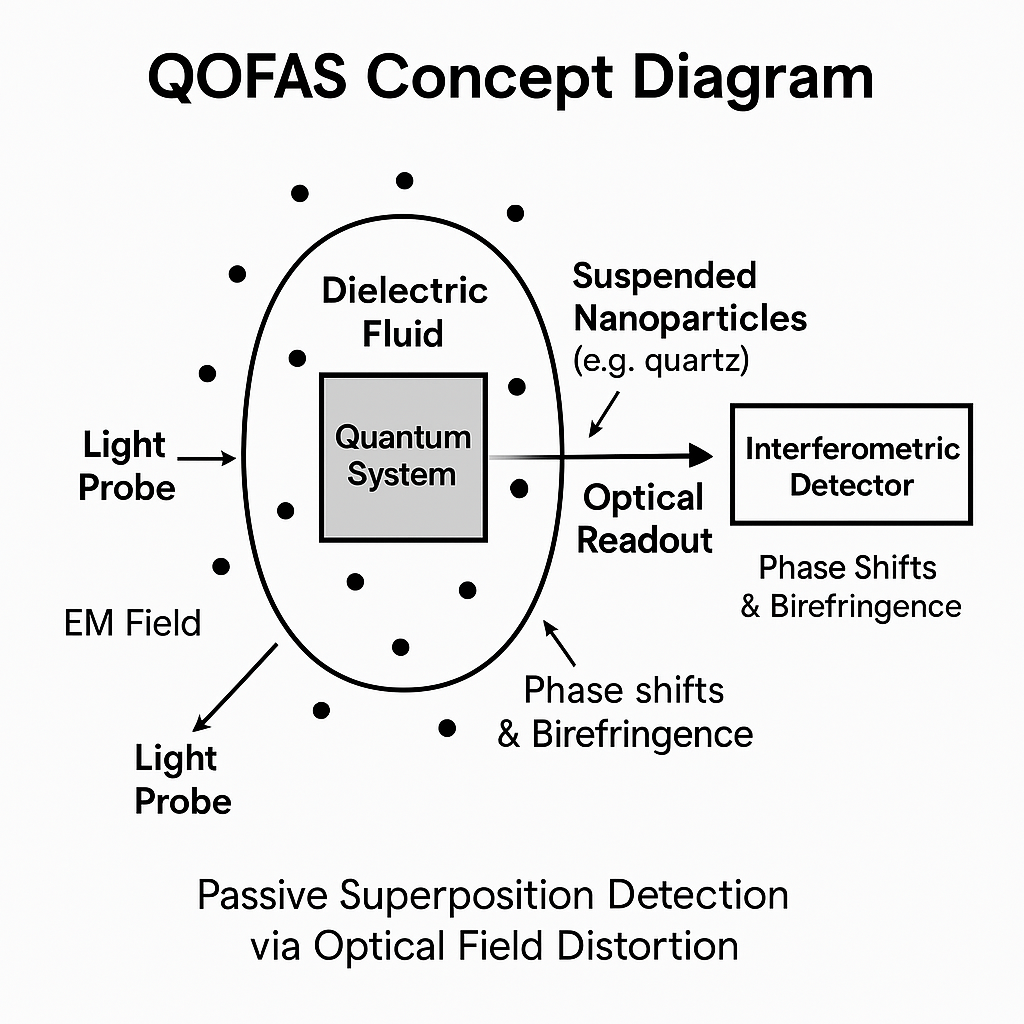 QOFAS Concept Diagram
Dielectric
Fluid
Suspended
Nanoparticles
(e.g. quartz)
Light
Probe
Quantum
System
Interferometric
Detector
Optical
Readout
Phase Shifts
& Birefringence
EM Field
Phase shifts
& Birefringence
Light
Probe
Passive Superposition Detection
via Optical Field Distortion